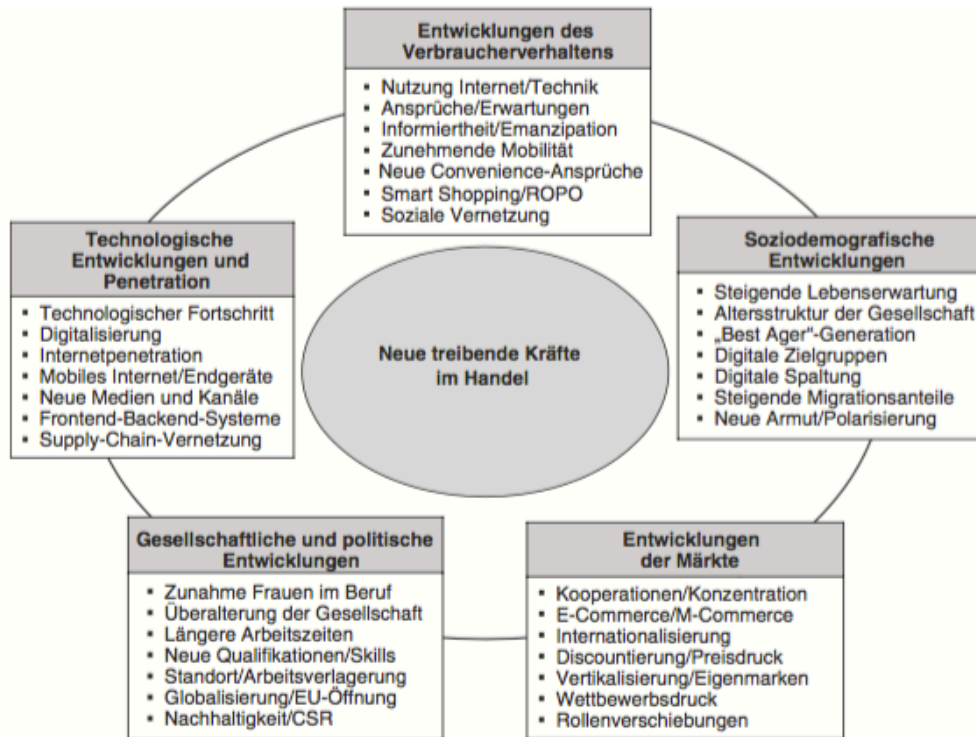 Entwicklungen des
Verbraucherverhaltens
▪ Nutzung Internet/Technik
▪ Ansprüche/Erwartungen
▪ Informiertheit/Emanzipation
▪ Zunehmende Mobilität
▪ Neue Convenience-Ansprüche
▪ Smart Shopping/ROPO
▪ Soziale Vernetzung
Technologische
Entwicklungen und
Penetration
▪ Technologischer Fortschritt
▪ Digitalisierung
▪ Internetpenetration
▪ Mobiles Internet/Endgeräte
▪ Neue Medien und Kanäle
▪ Frontend-Backend-Systeme
▪ Supply-Chain-Vernetzung
Neue treibende Kräfte
im Handel
Soziodemografische
Entwicklungen
▪ Steigende Lebenserwartung
▪ Altersstruktur der Gesellschaft
▪ „Best Ager"-Generation
▪ Digitale Zielgruppen
▪ Digitale Spaltung
▪ Steigende Migrationsanteile
▪ Neue Armut/Polarisierung
Gesellschaftliche und politische
Entwicklungen
▪ Zunahme Frauen im Beruf
▪ Überalterung der Gesellschaft
▪ Längere Arbeitszeiten
▪ Neue Qualifikationen/Skills
▪ Standort/Arbeitsverlagerung
▪ Globalisierung/EU-Öffnung
▪ Nachhaltigkeit/CSR
Entwicklungen
der Märkte
▪ Kooperationen/Konzentration
▪ E-Commerce/M-Commerce
▪ Internationalisierung
▪ Discountierung/Preisdruck
▪ Vertikalisierung/Eigenmarken
▪ Wettbewerbsdruck
▪ Rollenverschiebungen